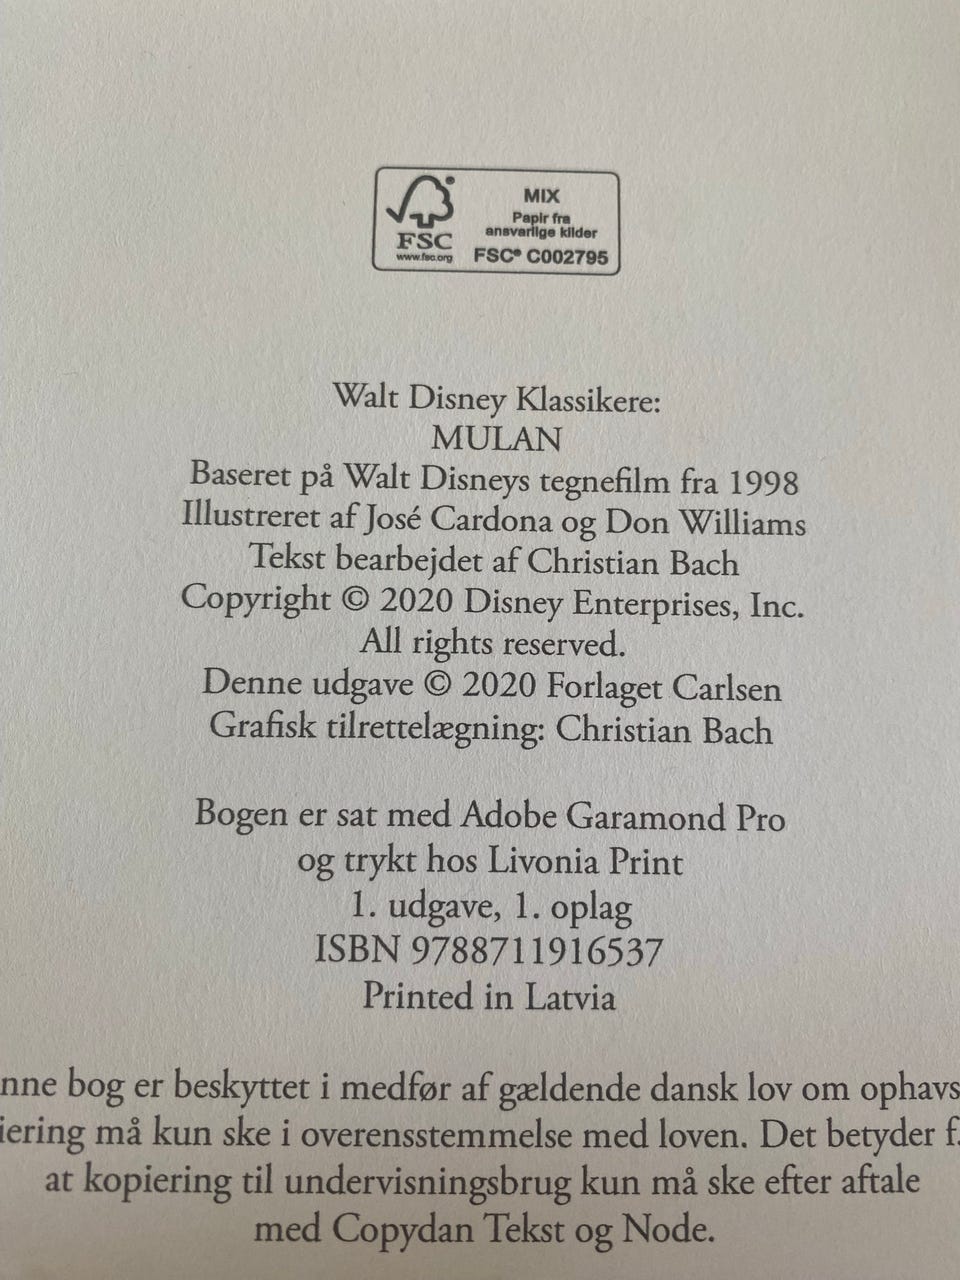 FSC
www.fsc.org
MIX
Papir fra
ansvarlige kilder
FSC® C002795
Walt Disney Klassikere:
MULAN
Baseret på Walt Disneys tegnefilm fra 1998
Illustreret af José Cardona og Don Williams
Tekst bearbejdet af Christian Bach
Copyright © 2020 Disney Enterprises, Inc.
All rights reserved.
Denne udgave © 2020 Forlaget Carlsen
Grafisk tilrettelægning: Christian Bach
Bogen er sat med Adobe Garamond Pro
og trykt hos Livonia Print
1. udgave, 1. oplag
ISBN 9788711916537
Printed in Latvia
nne bog er beskyttet i medfør af gældende dansk lov om ophavs
iering må kun ske i overensstemmelse med loven. Det betyder f.
at kopiering til undervisningsbrug kun må ske efter aftale
med Copydan Tekst og Node.